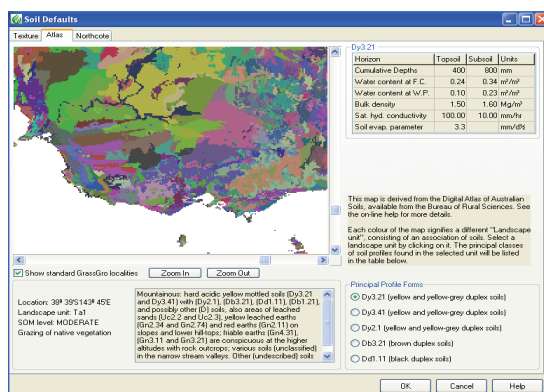 Soil Defaults
Texture Atlas Northcote
Dy3.21
Horizon Topsoil Subsoil Units
Cumulative Depths 400 800 mm
Water content at F.C. 0.24 0.34 m³/m³
Water content at W.P. 0.10 0.23 m³/m³
Bulk density 1.50 1.60 Mg/m³
Sat. hyd. conductivity 100.00 10.00 mm/hr
Soil evap. parameter 3.3 mm/d½
This map is derived from the Digital Atlas of Australian
Soils, available from the Bureau of Rural Sciences. See
the on-line help for more details.
Each colour of the map signifies a different "Landscape
unit", consisting of an association of soils. Select a
landscape unit by clicking on it. The principal classes
of soil profiles found in the selected unit will be listed
in the table below.
Show standard GrassGro localities Zoom In Zoom Out
Location: 38º 39'S143º 45'E
Landscape unit: Ta1
SOM level: MODERATE
Grazing of native vegetation
Mountainous: hard acidic yellow mottled soils (Dy3.21
and Dy3.41) with (Dy2.1), (Db3.21), (Dd1.11), (Db1.21),
and possibly other (D) soils, also areas of leached
sands (Uc2.2 and Uc2.3), yellow leached earths
(Gn2.34 and Gn2.74) and red earths (Gn2.11) on
slopes and lower hill-tops; friable earths (Gn4.31),
(Gn3.11 and Gn3.21) are conspicuous at the higher
altitudes with rock outcrops; various soils (unclassified)
in the narrow stream valleys. Other (undescribed) soils
Principal Profile Forms
Dy3.21 (yellow and yellow-grey duplex soils)
Dy3.41 (yellow and yellow-grey duplex soils)
Dy2.1 (yellow and yellow-grey duplex soils)
Db3.21 (brown duplex soils)
Dd1.11 (black duplex soils)
OK Cancel Help